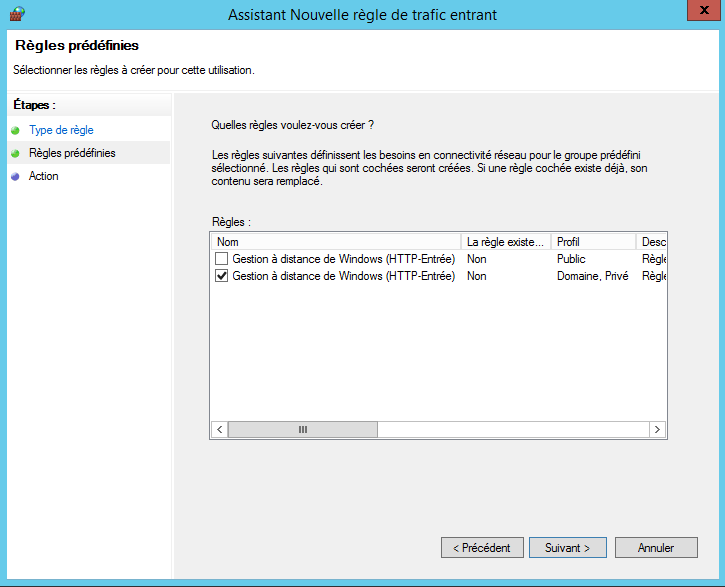 Assistant Nouvelle règle de trafic entrant
Règles prédéfinies
Sélectionner les règles à créer pour cette utilisation.
Étapes :
Type de règle
Règles prédéfinies
Action
Quelles règles voulez-vous créer ?
Les règles suivantes définissent les besoins en connectivité réseau pour le groupe prédéfini
sélectionné. Les règles qui sont cochées seront créées. Si une règle cochée existe déjà, son
contenu sera remplacé.
Règles :
Nom La règle existe... Profil Desc
Gestion à distance de Windows (HTTP-Entrée) Non Public Règle
Gestion à distance de Windows (HTTP-Entrée) Non Domaine, Privé Règle
< Précédent Suivant > Annuler